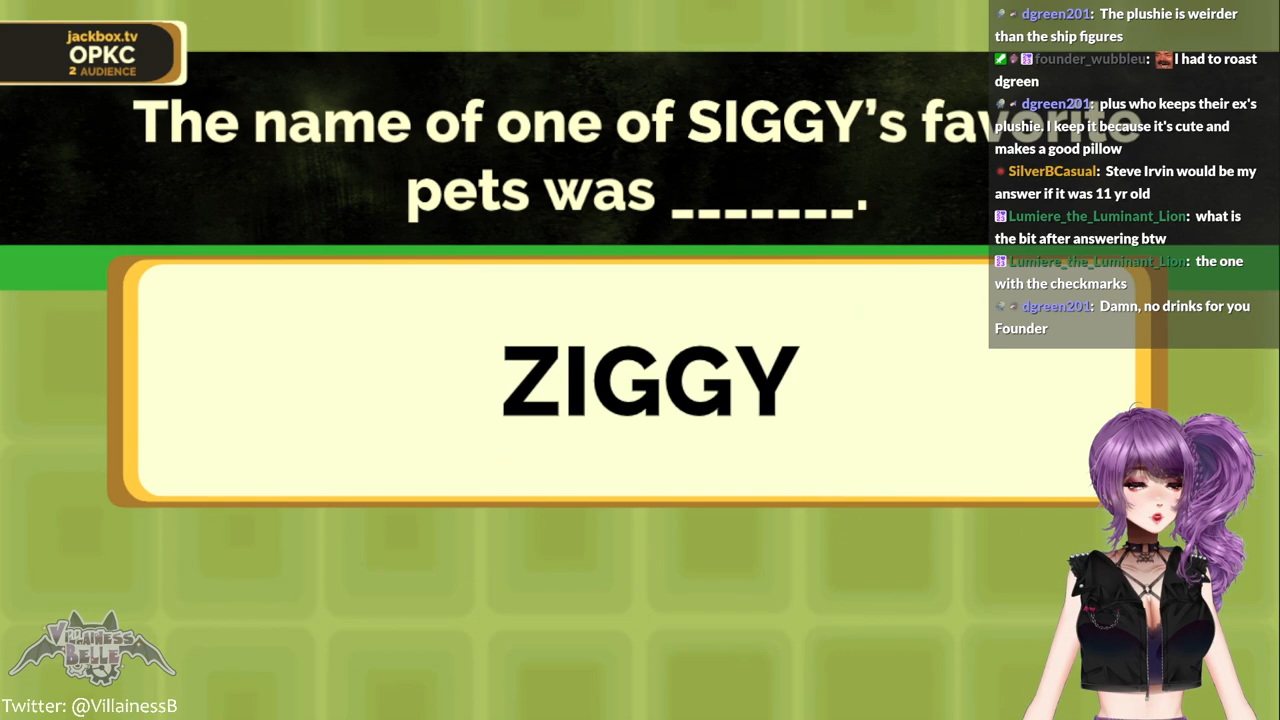 jackbox.tv
OPKC
2 AUDIENCE
The name of one of SIGGY's favorite
pets was _______.
ZIGGY
dgreen201: The plushie is weirder
than the ship figures
founder_wubbleu: I had to roast
dgreen
dgreen201: plus who keeps their ex's
plushie. I keep it because it's cute and
makes a good pillow
SilverBCasual: Steve Irvin would be my
answer if it was 11 yr old
Lumiere_the_Luminant_Lion: what is
the bit after answering btw
Lumiere_the_Luminant_Lion: the one
with the checkmarks
dgreen201: Damn, no drinks for you
Founder
VILLAINESS
BELLE
Twitter: @VillainessB